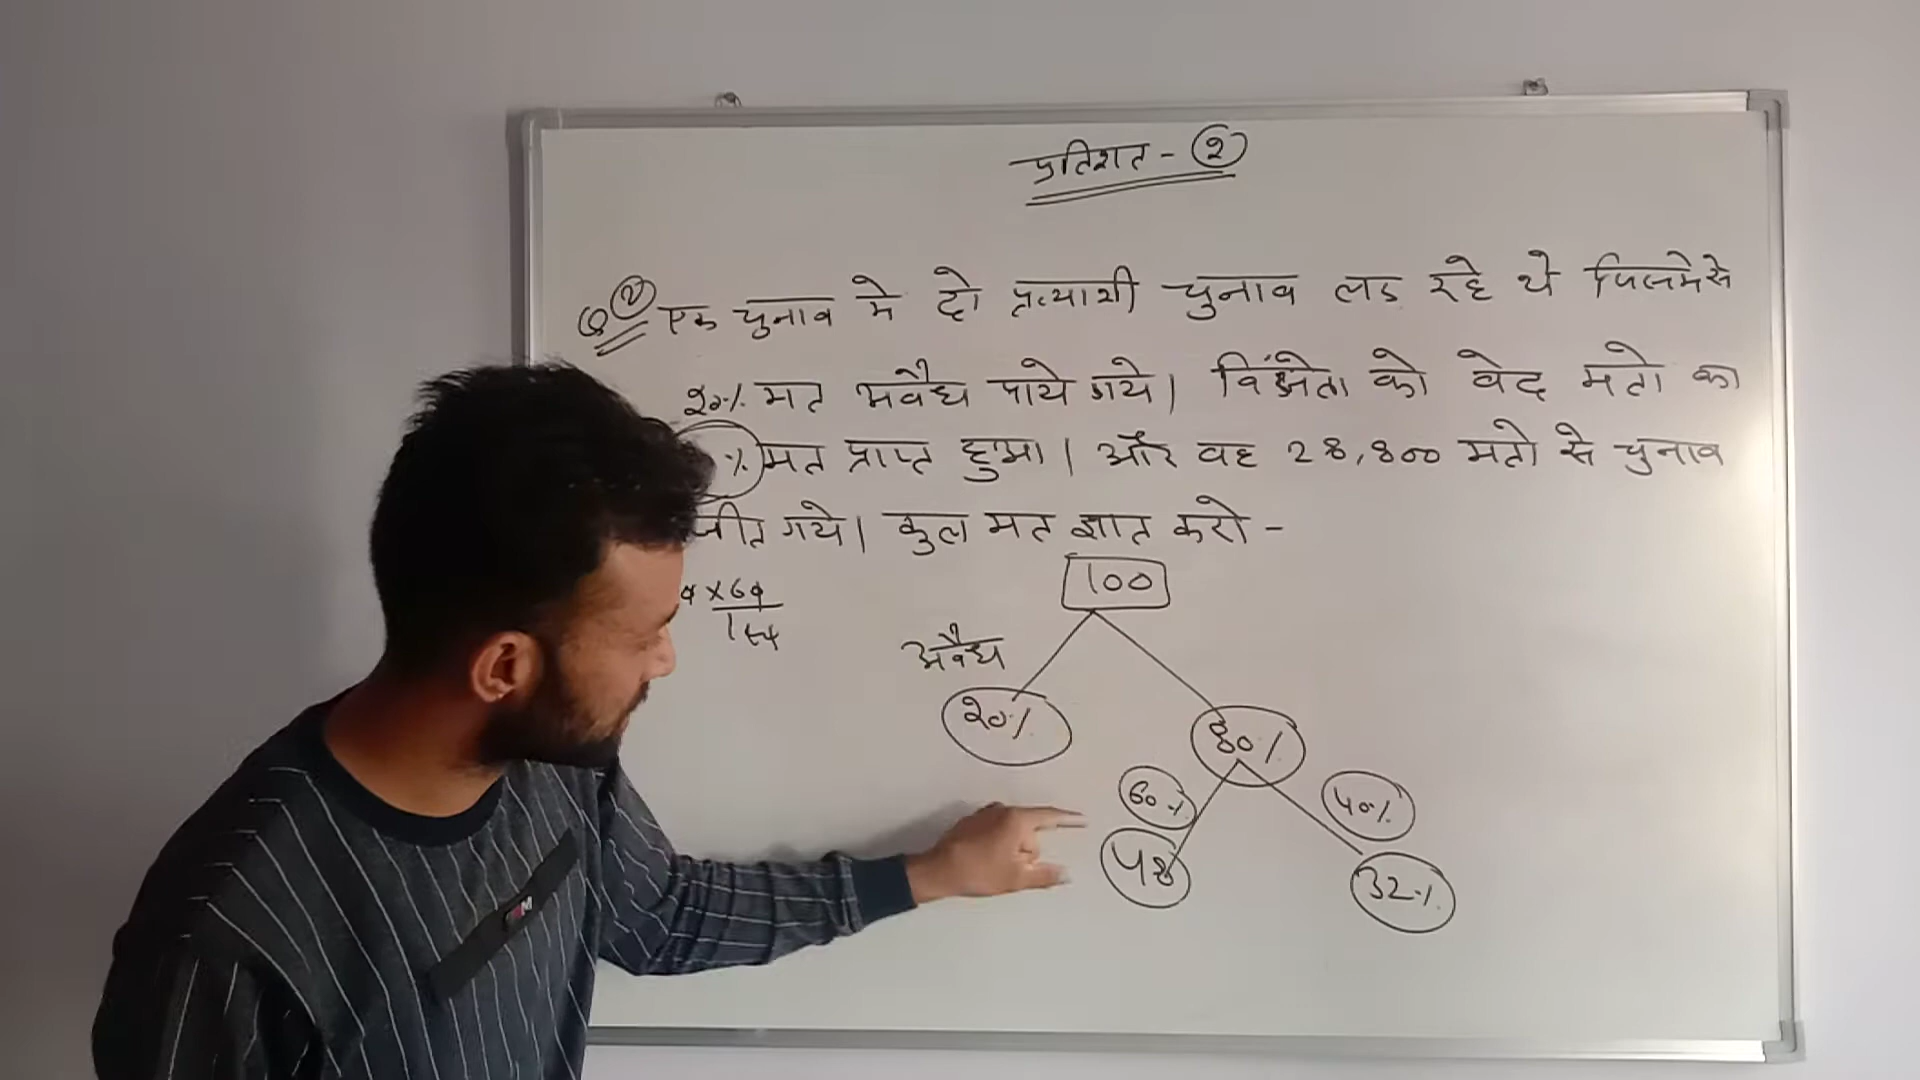 प्रतिशत - 2
Q 2 एक चुनाव मे दो प्रत्याशी चुनाव लड रहे थे जिनमेसे
20% मत अवैध पाये गये। को वेद मतो का
% मत प्राप्त हुआ। और वह 28,800 मतो से चुनाव
जीत गये। कुल मत ज्ञात करो -
100
अवैध
20% 80%
60% 40%
48 32%